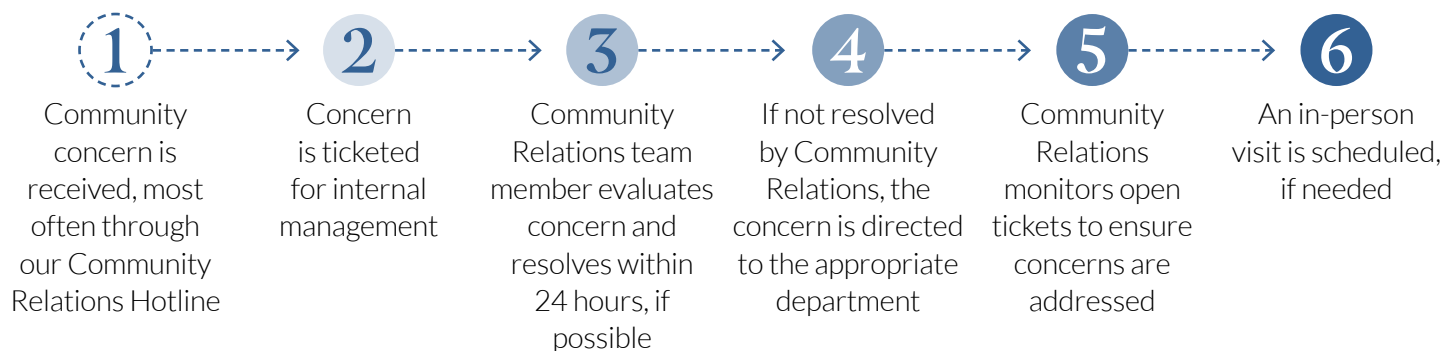 1
Community
concern is
received, most
often through
our Community
Relations Hotline
2
Concern
is ticketed
for internal
management
3
Community
Relations team
member evaluates
concern and
resolves within
24 hours, if
possible
4
If not resolved
by Community
Relations, the
concern is directed
to the appropriate
department
5
Community
Relations
monitors open
tickets to ensure
concerns are
addressed
6
An in-person
visit is scheduled,
if needed